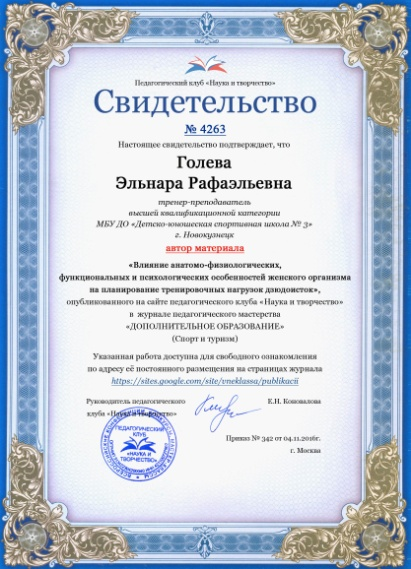 Педагогический клуб «Наука и творчество»
Свидетельство
№ 4263
Настоящее свидетельство подтверждает, что
Голева
Эльнара Рафаэльевна
тренер-преподаватель
высшей квалификационной категории
МБУ ДО «Детско-юношеская спортивная школа № 3»
г. Новокузнецк
автор материала
«Влияние анатомо-физиологических,
функциональных и психологических особенностей женского организма
на планирование тренировочных нагрузок дзюдоисток»,
опубликованного на сайте педагогического клуба «Наука и творчество»
в журнале педагогического мастерства
«ДОПОЛНИТЕЛЬНОЕ ОБРАЗОВАНИЕ»
(Спорт и туризм)
Указанная работа доступна для свободного ознакомления
по адресу её постоянного размещения на страницах журнала
https://sites.google.com/site/vneklassa/publikacii
Руководитель педагогического Е.Н. Коновалова
клуба «Наука и Творчество»
ПЕДАГОГИЧЕСКИЙ
КЛУБ
«НАУКА И
ТВОРЧЕСТВО»
Приказ № 342 от 04.11.2016г.
г. Москва